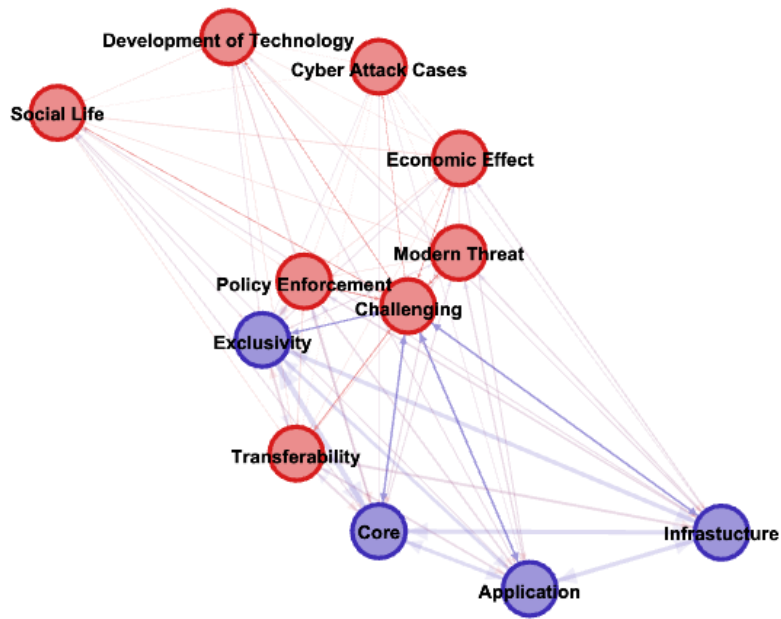 Development of Technology
Cyber Attack Cases
Social Life
Economic Effect
Modern Threat
Policy Enforcement
Challenging
Exclusivity
Transferability
Core
Infrastucture
Application